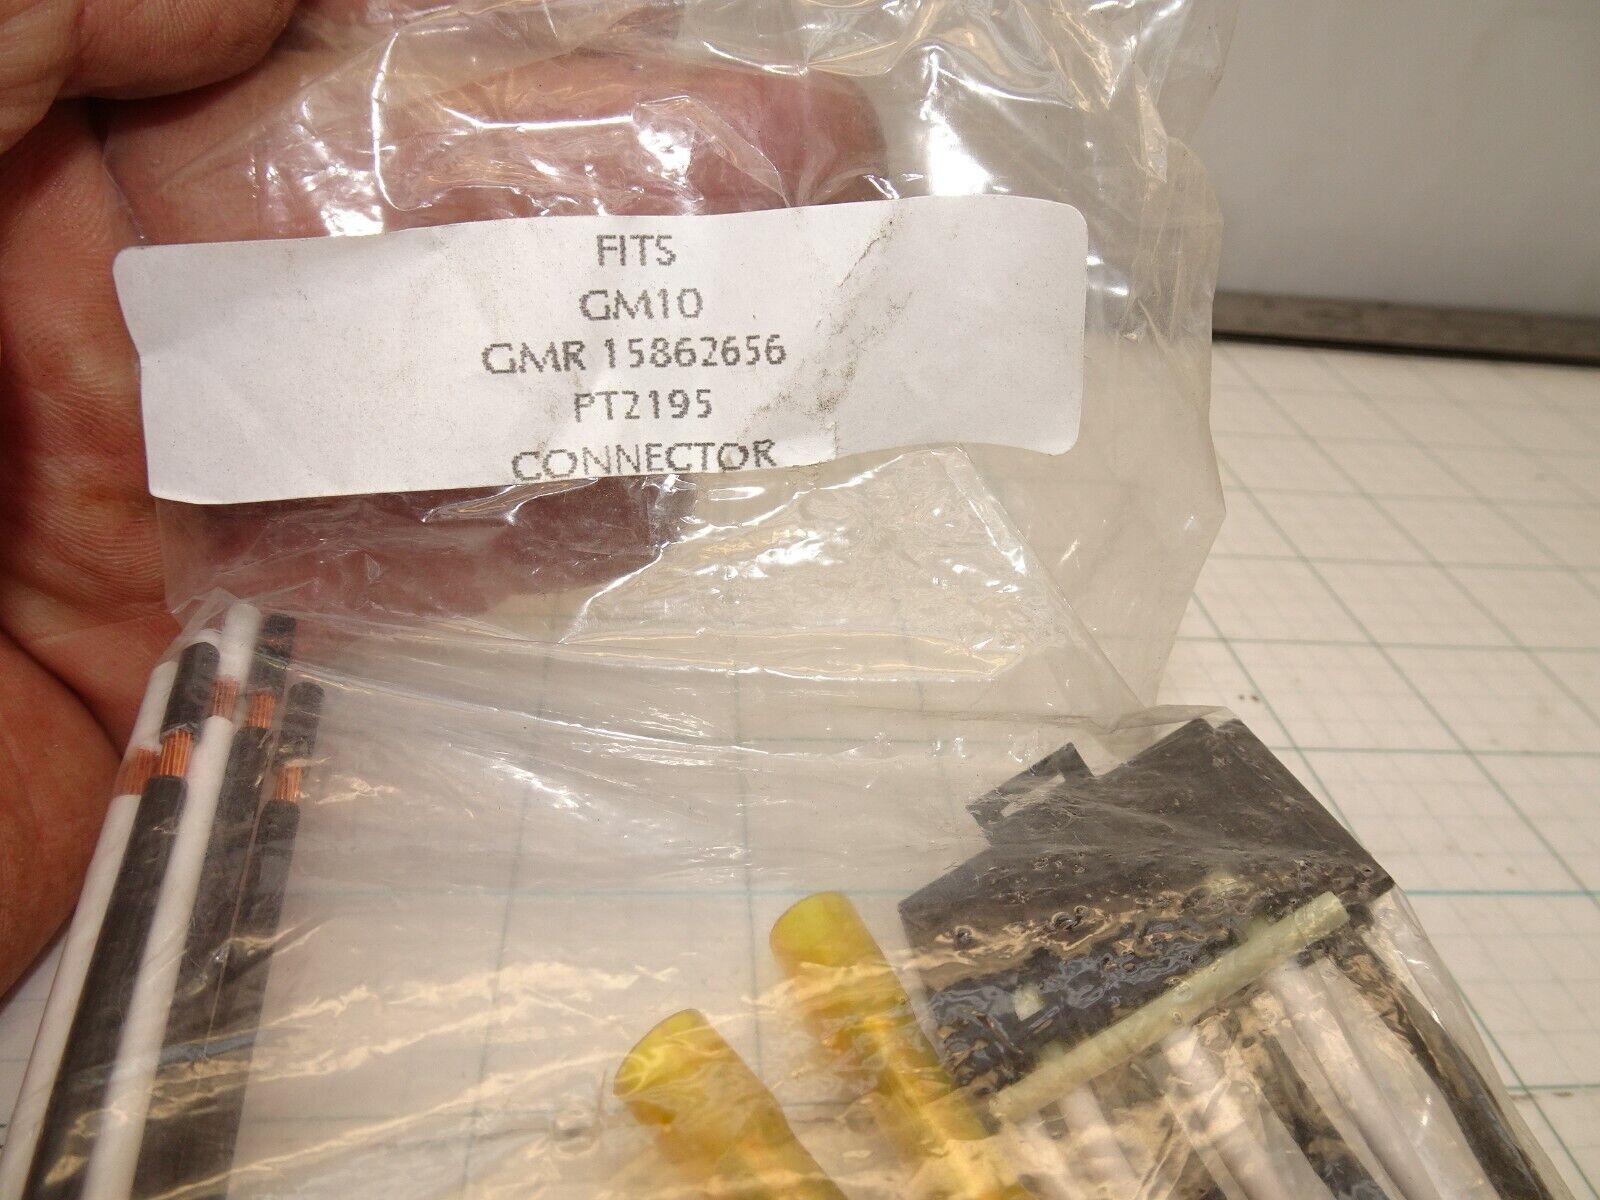 FITS
GM10
GMR 15862656
PT2195
CONNECTOR